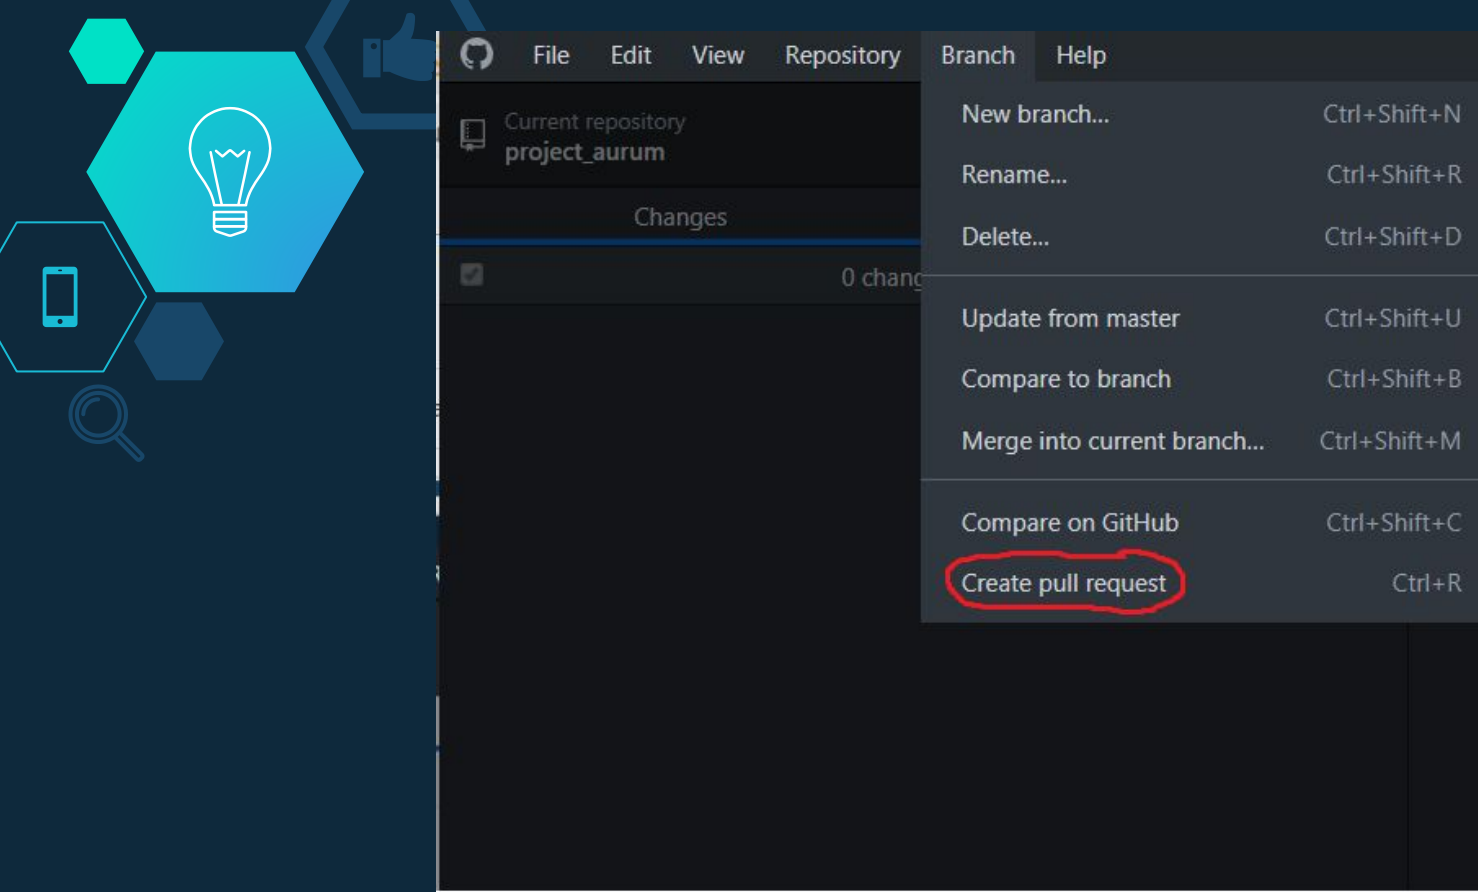 File Edit View Repository Branch Help
Current repository
project_aurum
Changes
0 chang
New branch... Ctrl+Shift+N
Rename... Ctrl+Shift+R
Delete... Ctrl+Shift+D
Update from master Ctrl+Shift+U
Compare to branch Ctrl+Shift+B
Merge into current branch... Ctrl+Shift+M
Compare on GitHub Ctrl+Shift+C
Create pull request Ctrl+R